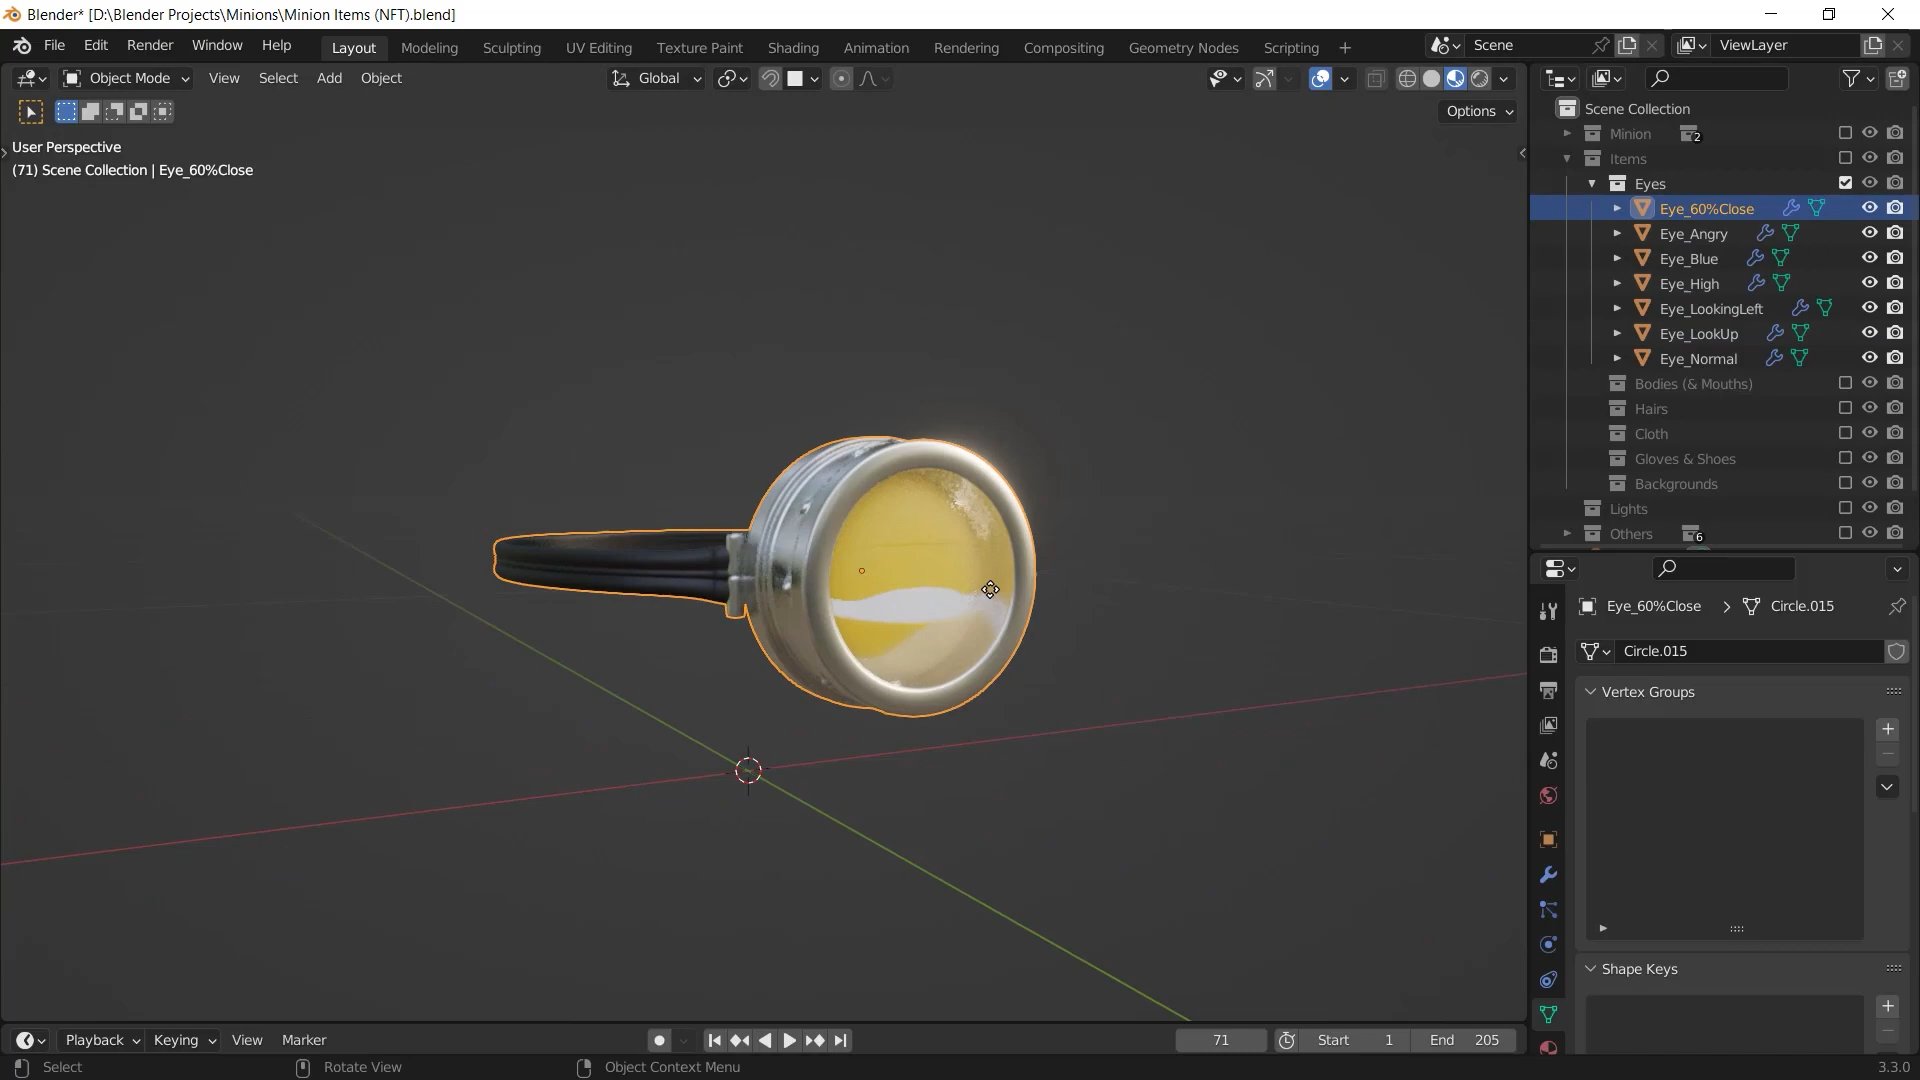 Blender* [D:\Blender Projects\Minions\Minion Items (NFT).blend]
File Edit Render Window Help Layout Modeling Sculpting UV Editing Texture Paint Shading Animation Rendering Compositing Geometry Nodes Scripting + Scene ViewLayer
Object Mode View Select Add Object Global
Options
User Perspective
(71) Scene Collection | Eye_60%Close
Scene Collection
Minion 2
Items
Eyes
Eye_60%Close
Eye_Angry
Eye_Blue
Eye_High
Eye_LookingLeft
Eye_LookUp
Eye_Normal
Bodies (& Mouths)
Hairs
Cloth
Gloves & Shoes
Backgrounds
Lights
Others 6
Eye_60%Close > Circle.015
Circle.015
Vertex Groups
Shape Keys
Playback Keying View Marker 71 Start 1 End 205
Select Rotate View Object Context Menu 3.3.0